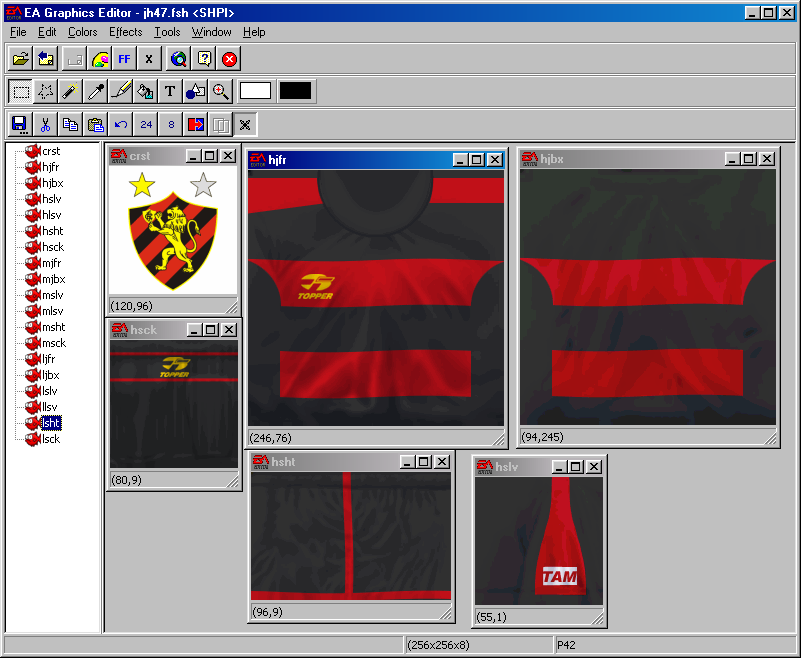 EA Graphics Editor - jh47.fsh <SHPI>
File Edit Colors Effects Tools Window Help
FF X
T
24 8
crst
hjfr
hjbx
hslv
hlsv
hsht
hsck
mjfr
mjbx
mslv
mlsv
msht
msck
ljfr
ljbx
lslv
llsv
lsht
lsck
crst
(120,96)
hjfr
TOPPER
(246,76)
hjbx
(94,245)
hsck
TOPPER
(80,9)
hsht
(96,9)
hslv
TAM
(55,1)
(256x256x8) P42